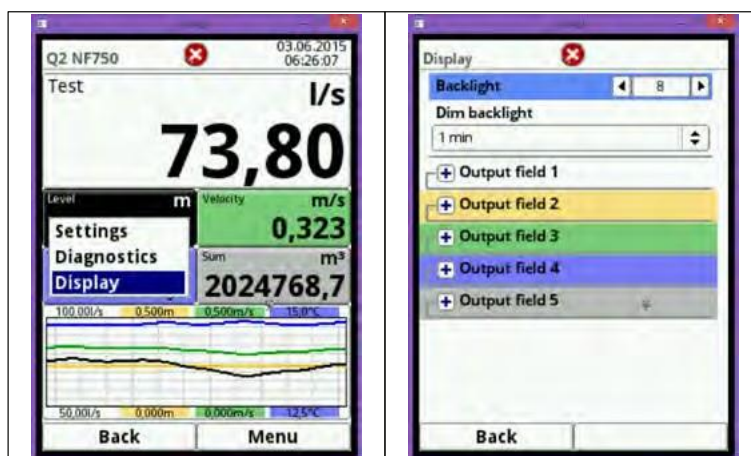 Q2 NF750
03.06.2015
06:26:07
Test
l/s
73,80
Level
m
Velocity
m/s
0,323
Settings
Diagnostics
Display
Sum
m³
2024768,7
100,00l/s
0,500m
0,500m/s
15,0°C
50,00l/s
0,000m
0,000m/s
12,5°C
Back
Menu
Display
Backlight
8
Dim backlight
1 min
Output field 1
Output field 2
Output field 3
Output field 4
Output field 5
Back